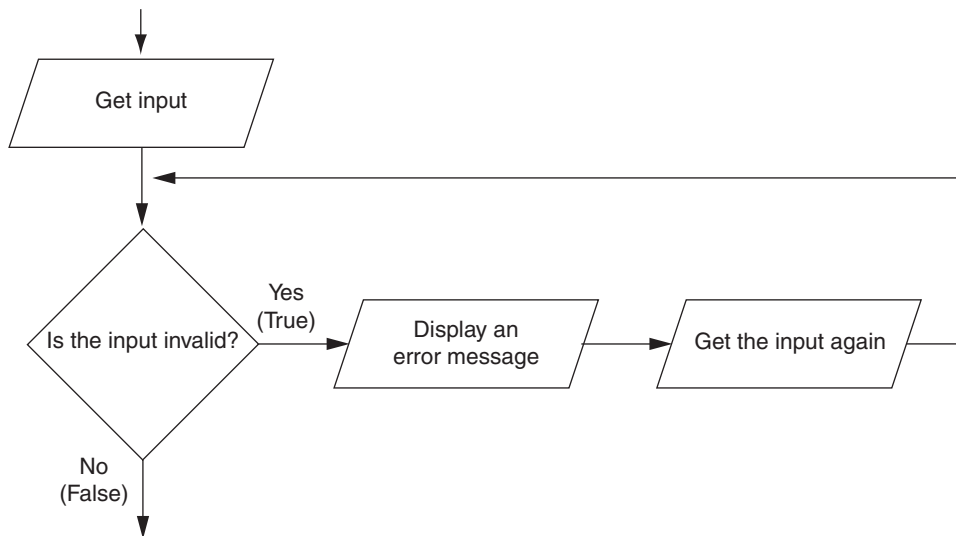 Get input
Is the input invalid?
Yes
(True)
Display an
error message
Get the input again
No
(False)